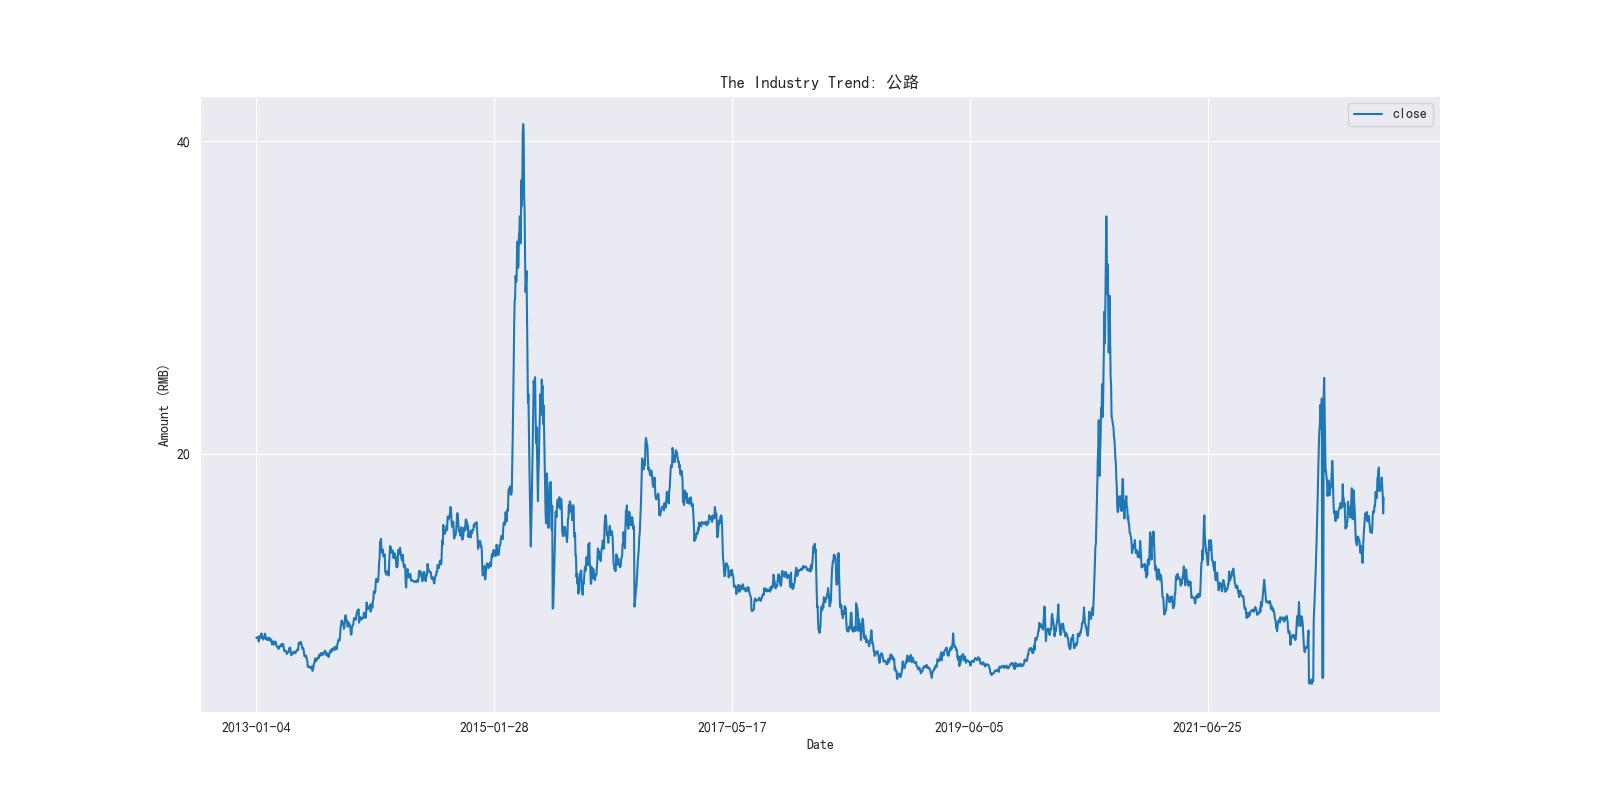 The Industry Trend: 公路
close
40
20
Amount (RMB)
2013-01-04
2015-01-28
2017-05-17
2019-06-05
2021-06-25
Date